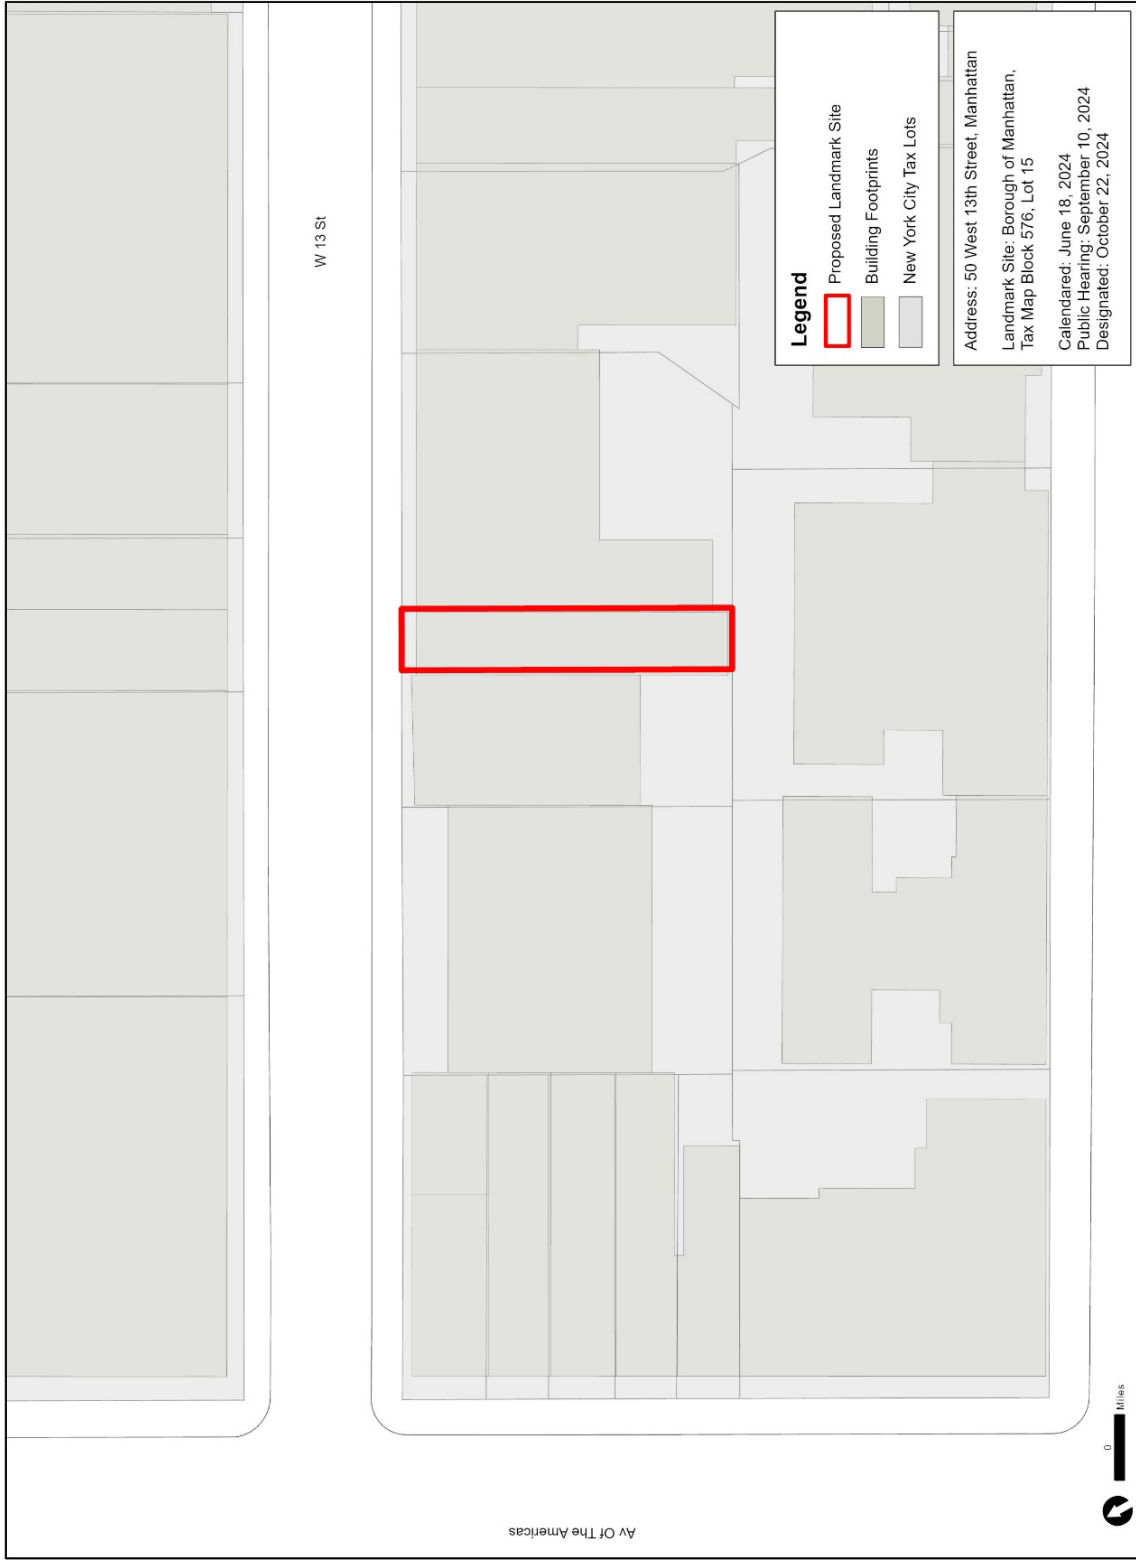 W 13 St
Av Of The Americas
Legend
Proposed Landmark Site
Building Footprints
New York City Tax Lots
Address: 50 West 13th Street, Manhattan
Landmark Site: Borough of Manhattan,
Tax Map Block 576, Lot 15
Calendared: June 18, 2024
Public Hearing: September 10, 2024
Designated: October 22, 2024
0
Miles